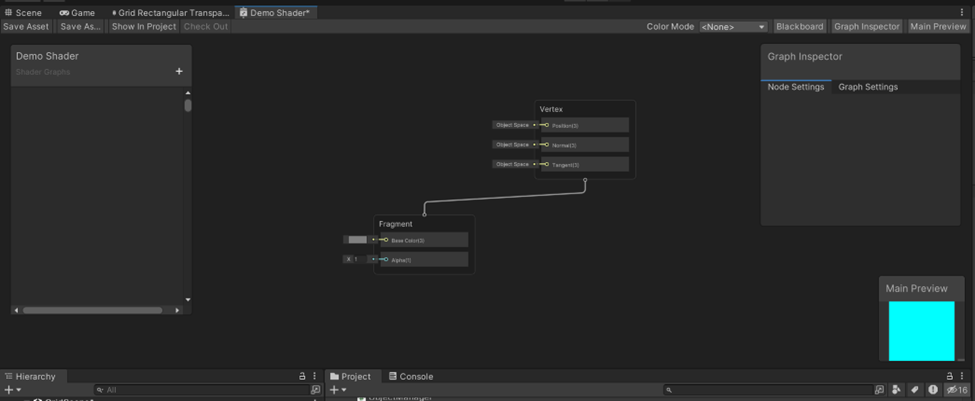 Scene Game Grid Rectangular Transpa... Demo Shader*
Save Asset Save As... Show In Project Check Out Color Mode <None> Blackboard Graph Inspector Main Preview
Demo Shader
Shader Graphs
+
Graph Inspector
Node Settings Graph Settings
Vertex
Object Space Position(3)
Object Space Normal(3)
Object Space Tangent(3)
Fragment
Base Color(3)
X 1 Alpha(1)
Main Preview
Hierarchy Project Console
+ All + 16